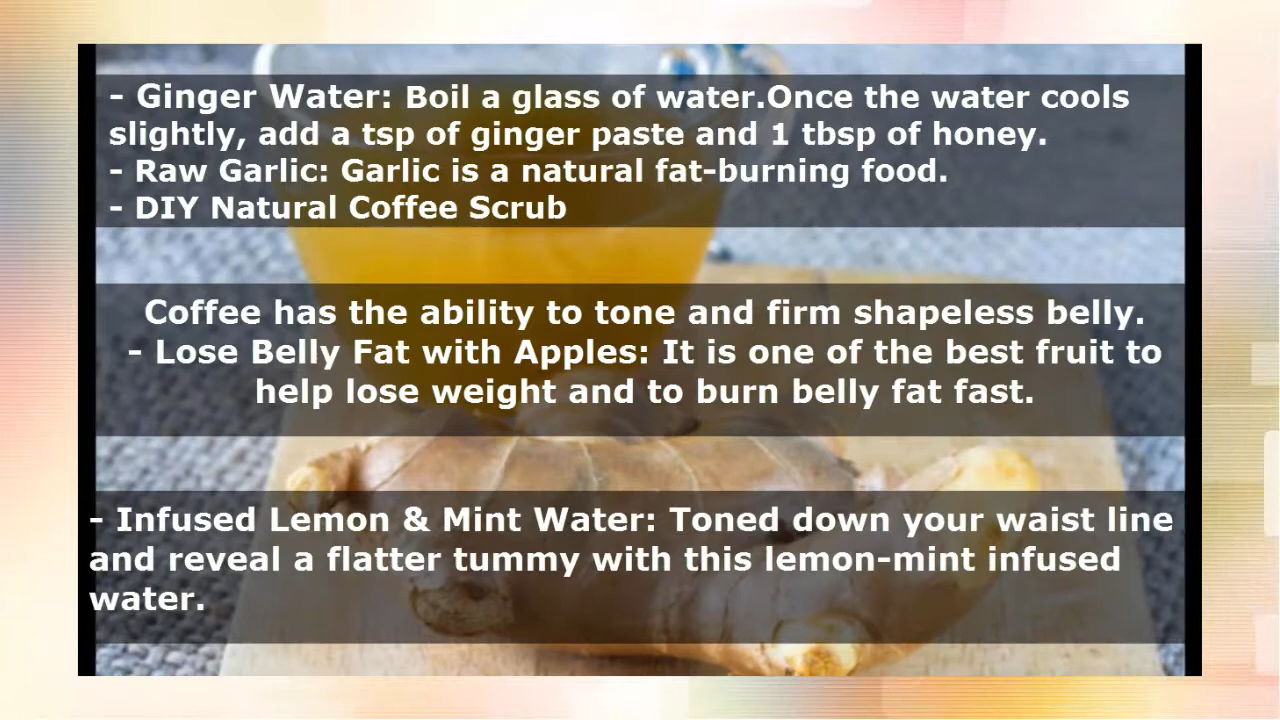 - Ginger Water: Boil a glass of water.Once the water cools
slightly, add a tsp of ginger paste and 1 tbsp of honey.
- Raw Garlic: Garlic is a natural fat-burning food.
- DIY Natural Coffee Scrub
Coffee has the ability to tone and firm shapeless belly.
- Lose Belly Fat with Apples: It is one of the best fruit to
help lose weight and to burn belly fat fast.
- Infused Lemon & Mint Water: Toned down your waist line
and reveal a flatter tummy with this lemon-mint infused
water.